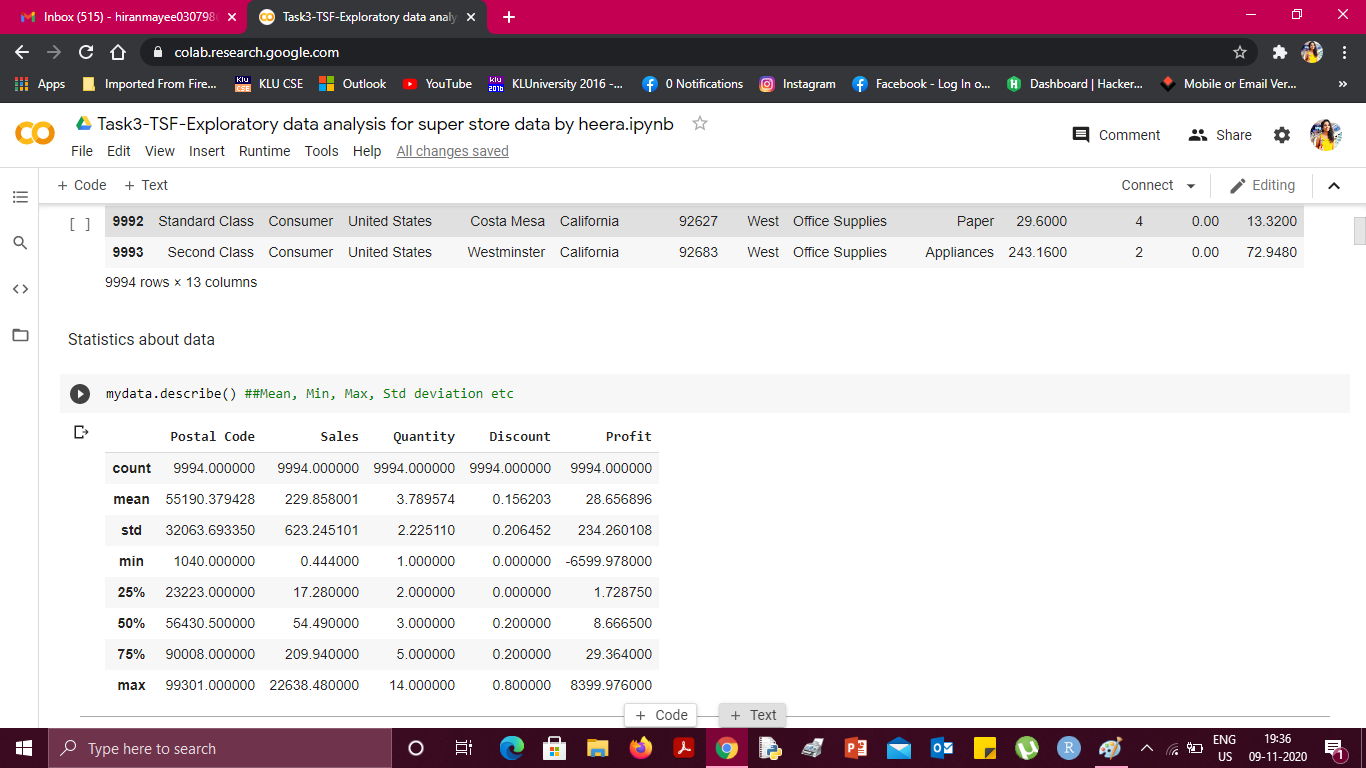 Inbox (515) - hiranmayee030798 Task3-TSF-Exploratory data analy
colab.research.google.com
Apps Imported From Fire... KLU CSE Outlook YouTube KLUniversity 2016 -... 0 Notifications Instagram Facebook - Log In o... Dashboard | Hacker... Mobile or Email Ver... »
Task3-TSF-Exploratory data analysis for super store data by heera.ipynb
Comment Share
File Edit View Insert Runtime Tools Help All changes saved
+ Code + Text Connect Editing
[ ] 9992 Standard Class Consumer United States Costa Mesa California 92627 West Office Supplies Paper 29.6000 4 0.00 13.3200
9993 Second Class Consumer United States Westminster California 92683 West Office Supplies Appliances 243.1600 2 0.00 72.9480
9994 rows × 13 columns
Statistics about data
mydata.describe() ##Mean, Min, Max, Std deviation etc
Postal Code Sales Quantity Discount Profit
count 9994.000000 9994.000000 9994.000000 9994.000000 9994.000000
mean 55190.379428 229.858001 3.789574 0.156203 28.656896
std 32063.693350 623.245101 2.225110 0.206452 234.260108
min 1040.000000 0.444000 1.000000 0.000000 -6599.978000
25% 23223.000000 17.280000 2.000000 0.000000 1.728750
50% 56430.500000 54.490000 3.000000 0.200000 8.666500
75% 90008.000000 209.940000 5.000000 0.200000 29.364000
max 99301.000000 22638.480000 14.000000 0.800000 8399.976000
+ Code + Text
Type here to search
ENG 19:36
US 09-11-2020 1